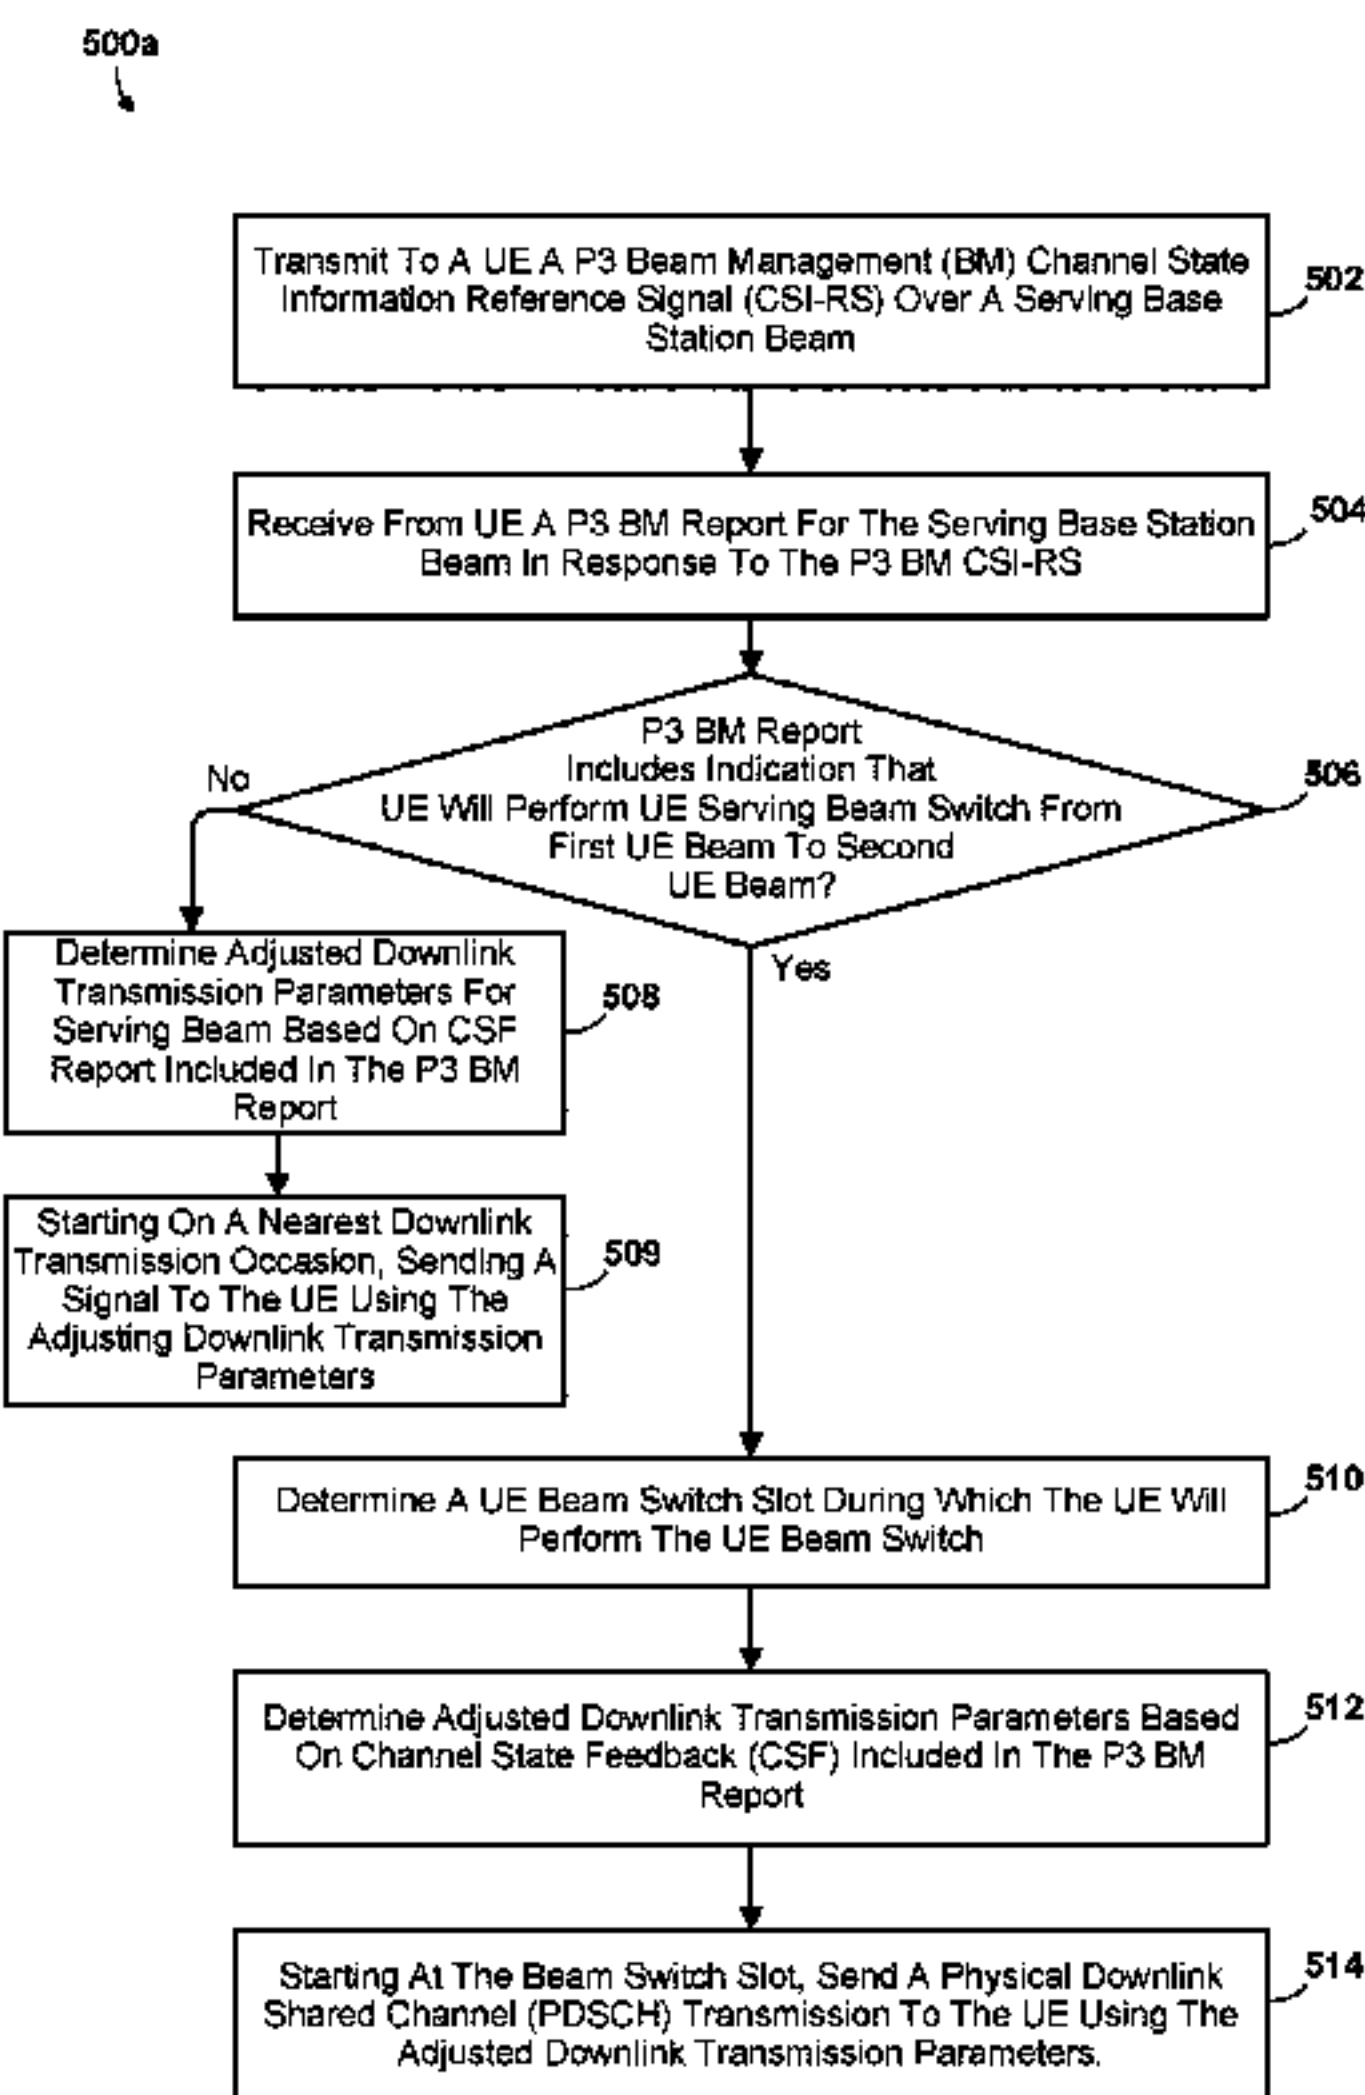 500a
Transmit To A UE A P3 Beam Management (BM) Channel State
Information Reference Signal (CSI-RS) Over A Serving Base
Station Beam
502
Receive From UE A P3 BM Report For The Serving Base Station
Beam In Response To The P3 BM CSI-RS
504
P3 BM Report
Includes Indication That
UE Will Perform UE Serving Beam Switch From
First UE Beam To Second
UE Beam?
506
No
Yes
Determine Adjusted Downlink
Transmission Parameters For
Serving Beam Based On CSF
Report Included In The P3 BM
Report
508
Starting On A Nearest Downlink
Transmission Occasion, Sending A
Signal To The UE Using The
Adjusting Downlink Transmission
Parameters
509
Determine A UE Beam Switch Slot During Which The UE Will
Perform The UE Beam Switch
510
Determine Adjusted Downlink Transmission Parameters Based
On Channel State Feedback (CSF) Included In The P3 BM
Report
512
Starting At The Beam Switch Slot, Send A Physical Downlink
Shared Channel (PDSCH) Transmission To The UE Using The
Adjusted Downlink Transmission Parameters.
514